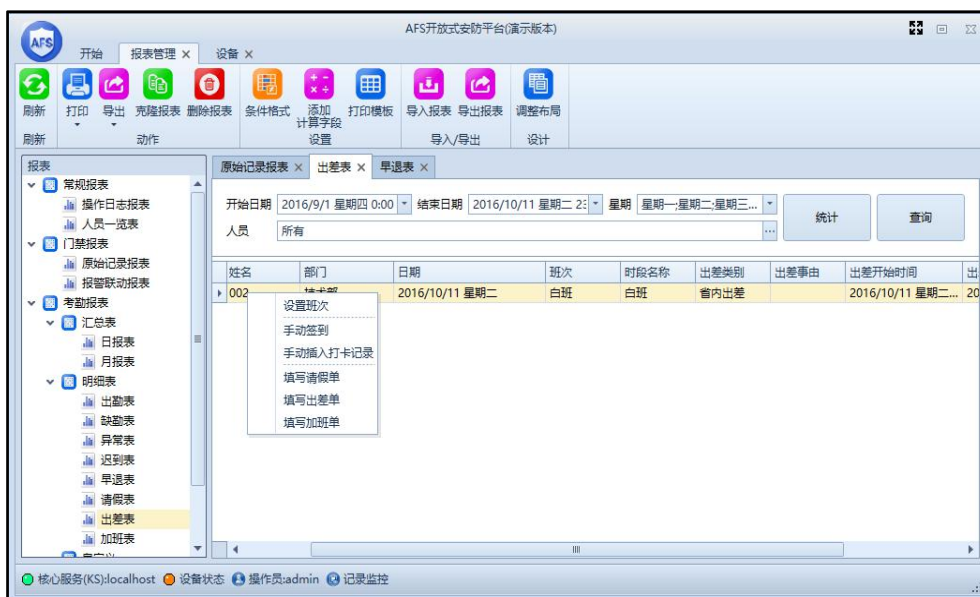 AFS开放式安防平台(演示版本)
AFS
开始 报表管理 设备
刷新 打印 导出 克隆报表 删除报表 条件格式 添加计算字段 打印模板 导入报表 导出报表 调整布局
刷新 动作 设置 导入/导出 设计
报表
常规报表
操作日志报表
人员一览表
门禁报表
原始记录报表
报警联动报表
考勤报表
汇总表
日报表
月报表
明细表
出勤表
缺勤表
异常表
迟到表
早退表
请假表
出差表
加班表
原始记录报表 出差表 早退表
开始日期 2016/9/1 星期四 0:00 结束日期 2016/10/11 星期二 2 星期 星期一;星期二;星期三... 统计 查询
人员 所有 ...
姓名 部门 日期 班次 时段名称 出差类别 出差事由 出差开始时间 出
002 技术部 2016/10/11 星期二 白班 白班 省内出差 2016/10/11 星期二... 20
设置班次
手动签到
手动插入打卡记录
填写请假单
填写出差单
填写加班单
核心服务(KS):localhost 设备状态 操作员:admin 记录监控